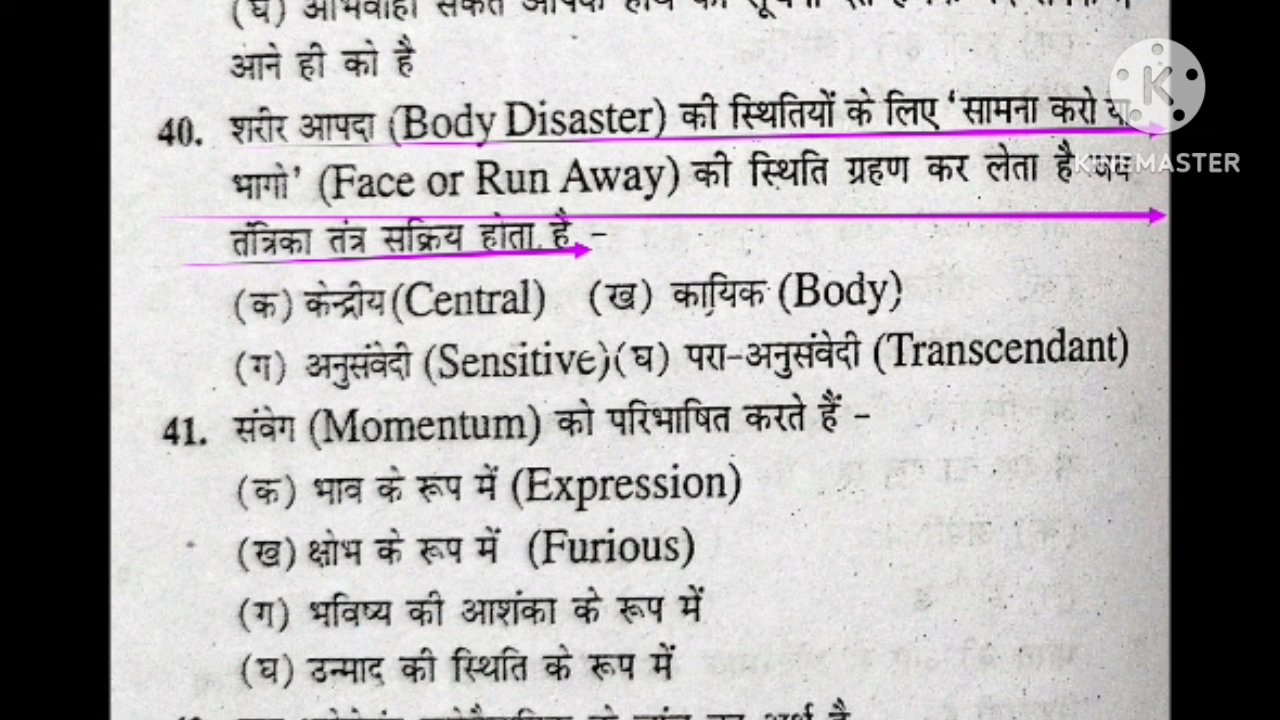 आने ही को है
40. शरीर आपदा (Body Disaster) की स्थितियों के लिए 'सामना करो या
भागो' (Face or Run Away) की स्थिति ग्रहण कर लेता है
तंत्रिका तंत्र सक्रिय होता है -
(क) केन्द्रीय (Central) (ख) कायिक (Body)
(ग) अनुसंवेदी (Sensitive) (घ) परा-अनुसंवेदी (Transcendant)
41. संवेग (Momentum) को परिभाषित करते हैं -
(क) भाव के रूप में (Expression)
(ख) क्षोभ के रूप में (Furious)
(ग) भविष्य की आशंका के रूप में
(घ) उन्माद की स्थिति के रूप में
K
KINEMASTER